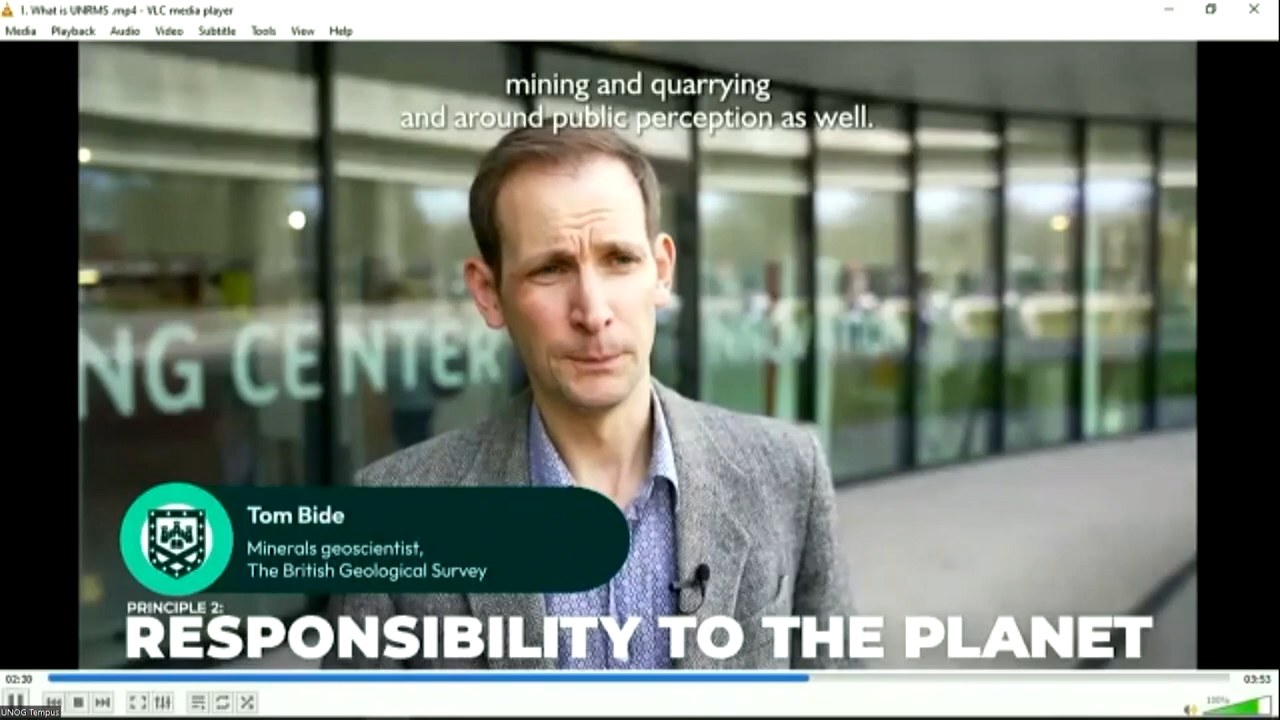 1. What is UNRMS .mp4 - VLC media player
Media Playback Audio Video Subtitle Tools View Help
mining and quarrying
and around public perception as well.
NG CENTER
Tom Bide
Minerals geoscientist,
The British Geological Survey
PRINCIPLE 2:
RESPONSIBILITY TO THE PLANET
02:30
03:53
100%
UNOG Tempus